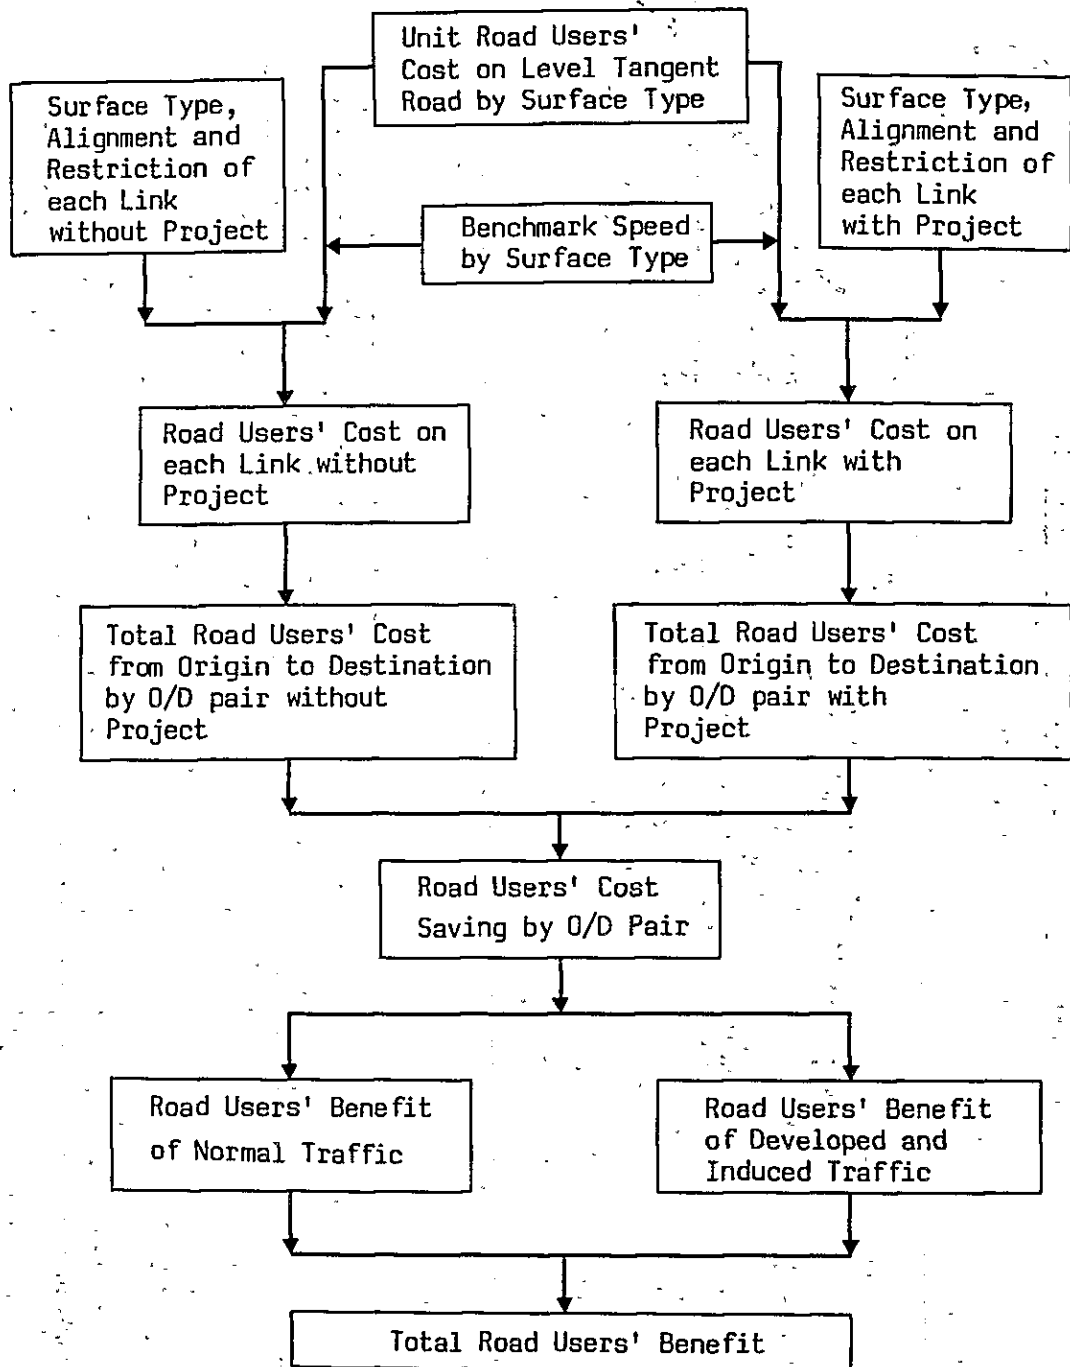 Unit Road Users'
Cost on Level Tangent
Road by Surface Type
Surface Type,
Alignment and
Restriction of
each Link
without Project
Surface Type,
Alignment and
Restriction of
each Link
with Project
Benchmark Speed
by Surface Type
Road Users' Cost on
each Link without
Project
Road Users' Cost on
each Link with
Project
Total Road Users' Cost
from Origin to Destination
by O/D pair without
Project
Total Road Users' Cost
from Origin to Destination
by O/D pair with
Project
Road Users' Cost
Saving by O/D Pair
Road Users' Benefit
of Normal Traffic
Road Users' Benefit
of Developed and
Induced Traffic
Total Road Users' Benefit